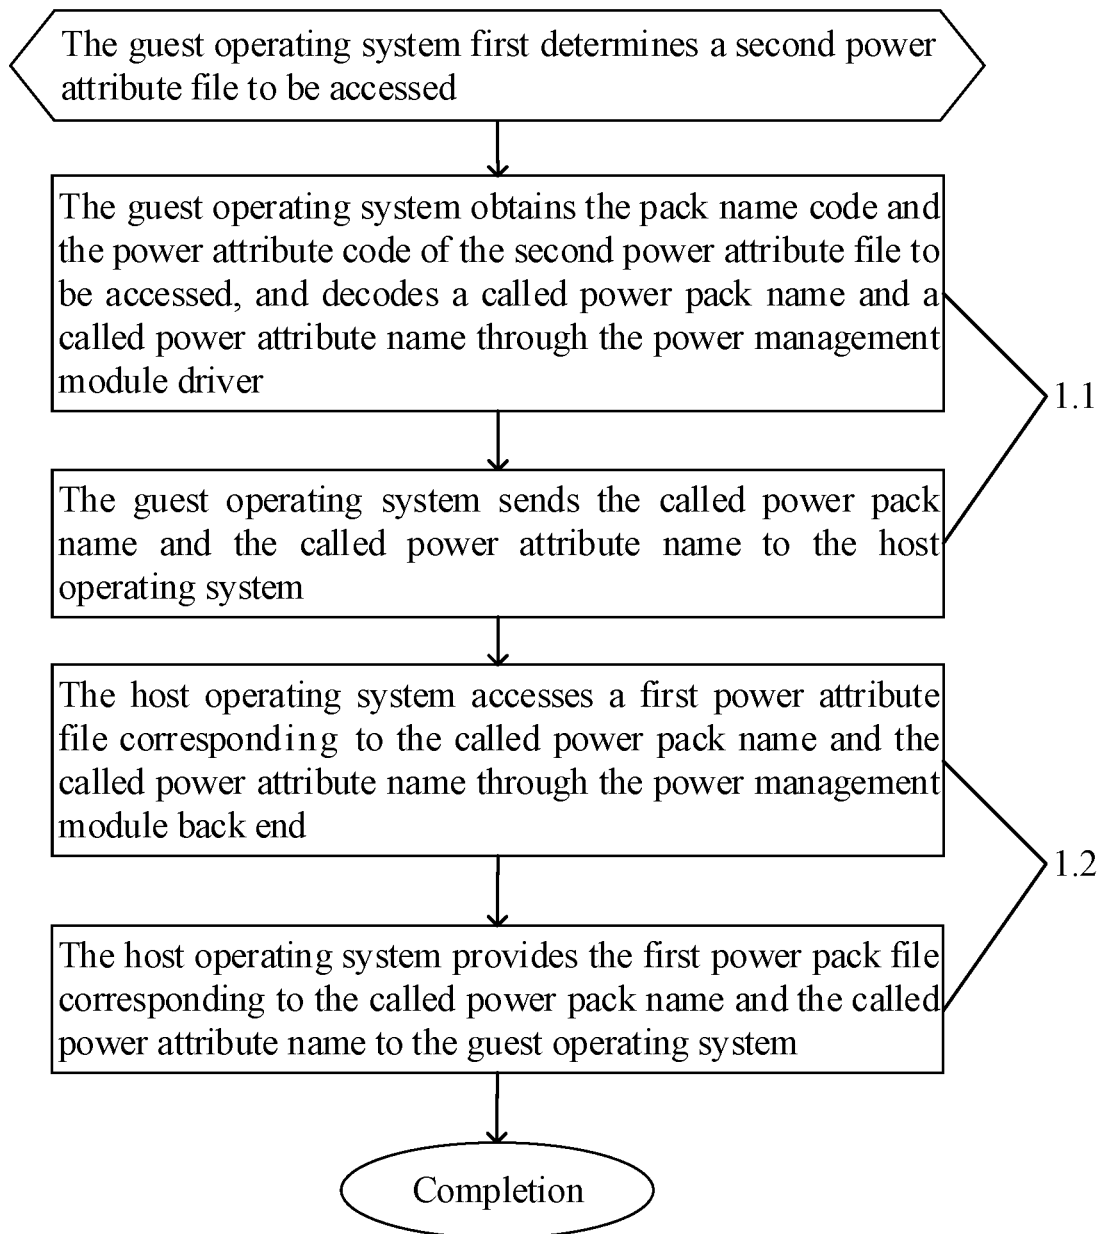 The guest operating system first determines a second power
attribute file to be accessed
The guest operating system obtains the pack name code and
the power attribute code of the second power attribute file to
be accessed, and decodes a called power pack name and a
called power attribute name through the power management
module driver
1.1
The guest operating system sends the called power pack
name and the called power attribute name to the host
operating system
The host operating system accesses a first power attribute
file corresponding to the called power pack name and the
called power attribute name through the power management
module back end
1.2
The host operating system provides the first power pack file
corresponding to the called power pack name and the called
power attribute name to the guest operating system
Completion